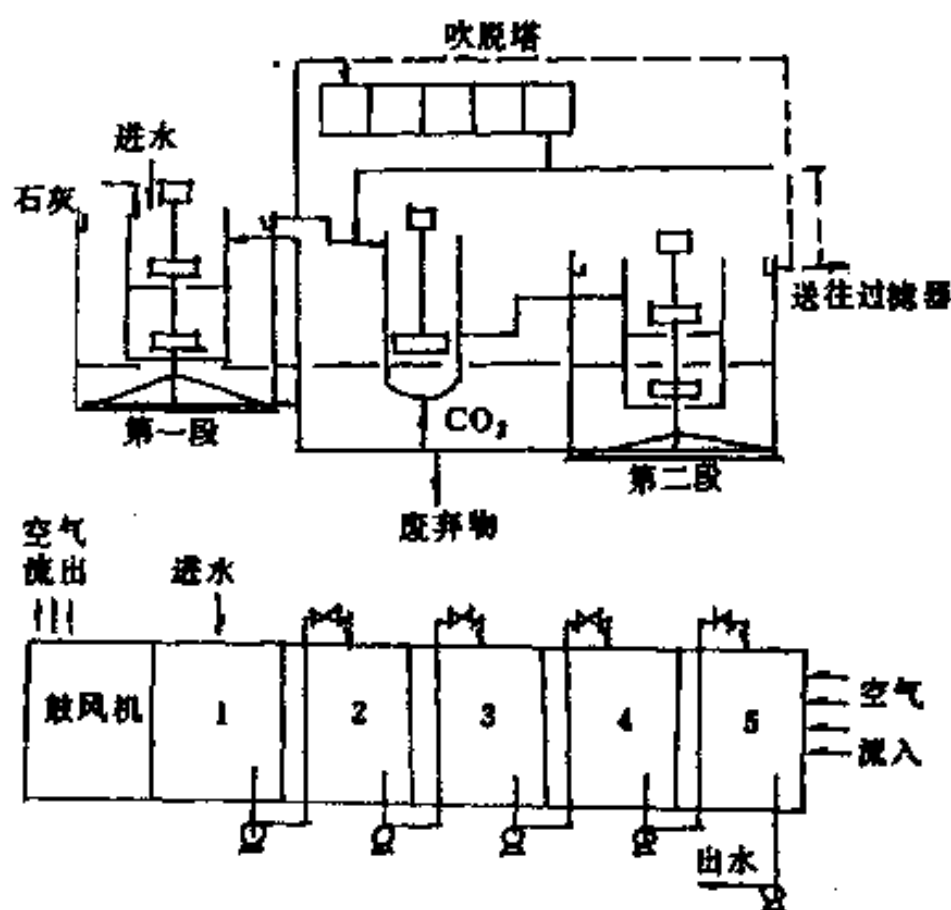 吹脱塔
进水
石灰
送往过滤器
CO₂
第一段
第二段
废弃物
空气
流出
进水
鼓风机
1
2
3
4
5
空气
流入
出水